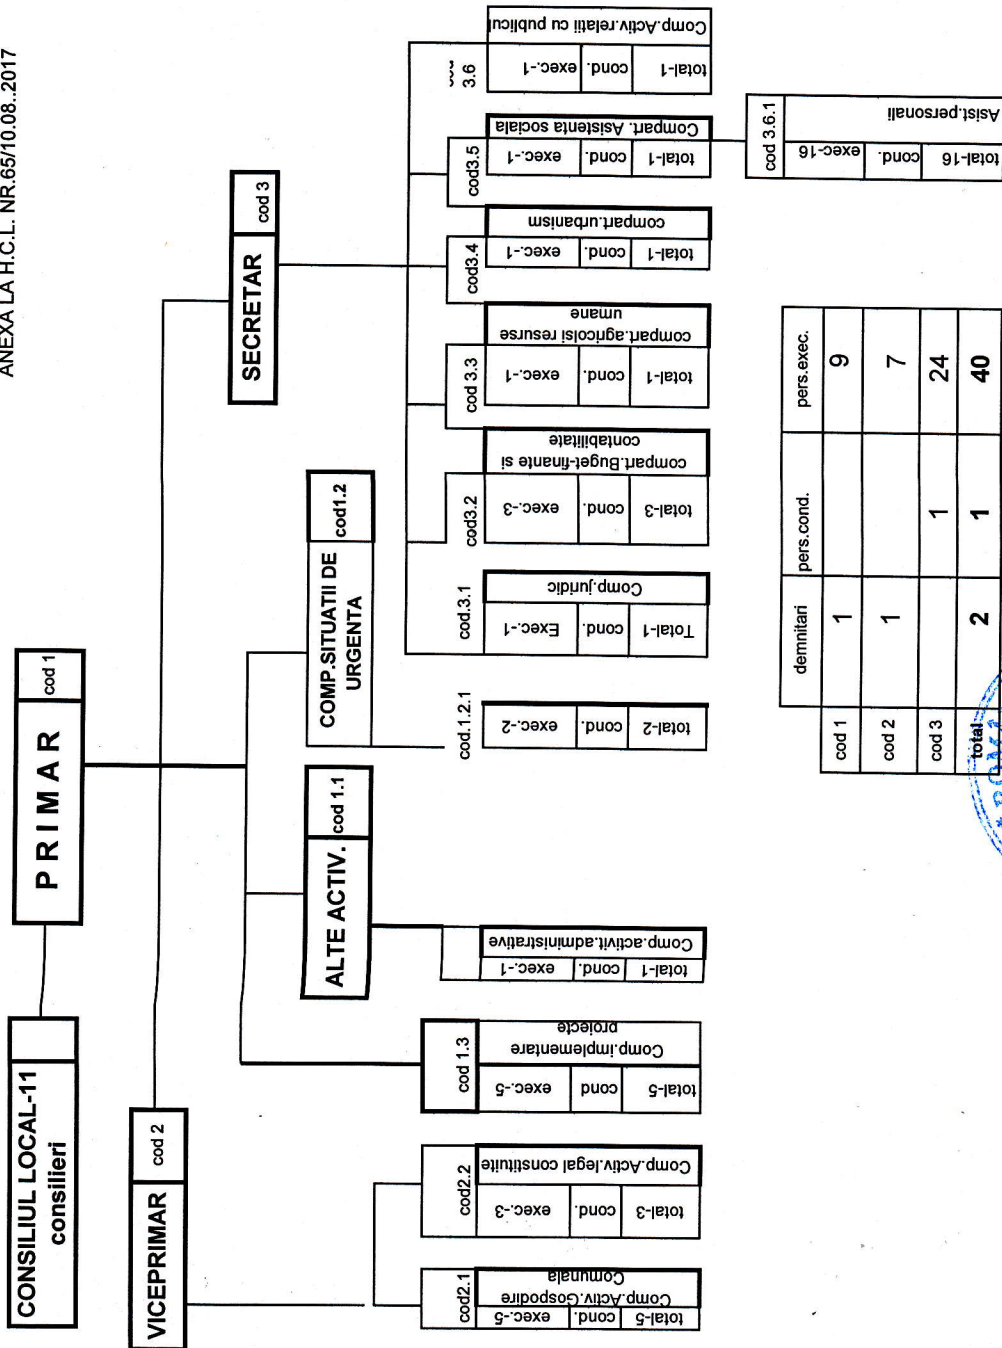 ANEXA LA H.C.L. NR.65/10.08..2017
CONSILIUL LOCAL-11
consilieri
P R I M A R
cod 1
VICEPRIMAR
cod 2
SECRETAR
cod 3
ALTE ACTIV.
cod 1.1
COMP.SITUATII DE
URGENTA
cod1.2
cod2.1
Comp.Activ.Gospodire
Comunala
total-5
cond.
exec.-5
cod2.2
Comp.Activ.legal constituite
total-3
cond.
exec.-3
cod 1.3
Comp.implementare
proiecte
total-5
cond
exec.-5
Comp.activit.administrative
total-1
cond.
exec.-1
cod.1.2.1
total-2
cond.
exec.-2
cod.3.1
Comp.juridic
Total-1
cond.
Exec.-1
cod3.2
compart.Buget-finante si
contabilitate
total-3
cond.
exec.-3
cod 3.3
compart.agricolsi resurse
umane
total-1
cond.
exec.-1
cod3.4
compart.urbanism
total-1
cond.
exec.-1
cod3.5
Compart. Asistenta sociala
total-1
cond.
exec.-1
3.6
Comp.Activ.relatii cu publicul
total-1
cond.
exec.-1
cod 3.6.1
Asist.personali
total-16
cond.
exec-16
demnitari pers.cond. pers.exec.
cod 1 1 9
cod 2 1 7
cod 3 1 24
total 2 1 40